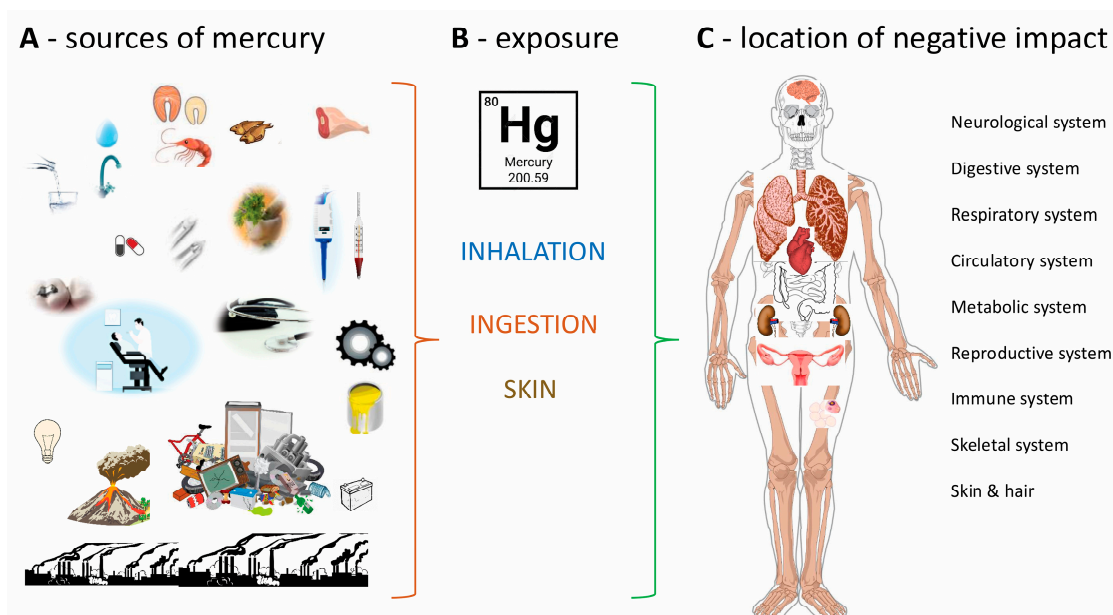 A - sources of mercury
B - exposure
80
Hg
Mercury
200.59
INHALATION
INGESTION
SKIN
C - location of negative impact
Neurological system
Digestive system
Respiratory system
Circulatory system
Metabolic system
Reproductive system
Immune system
Skeletal system
Skin & hair